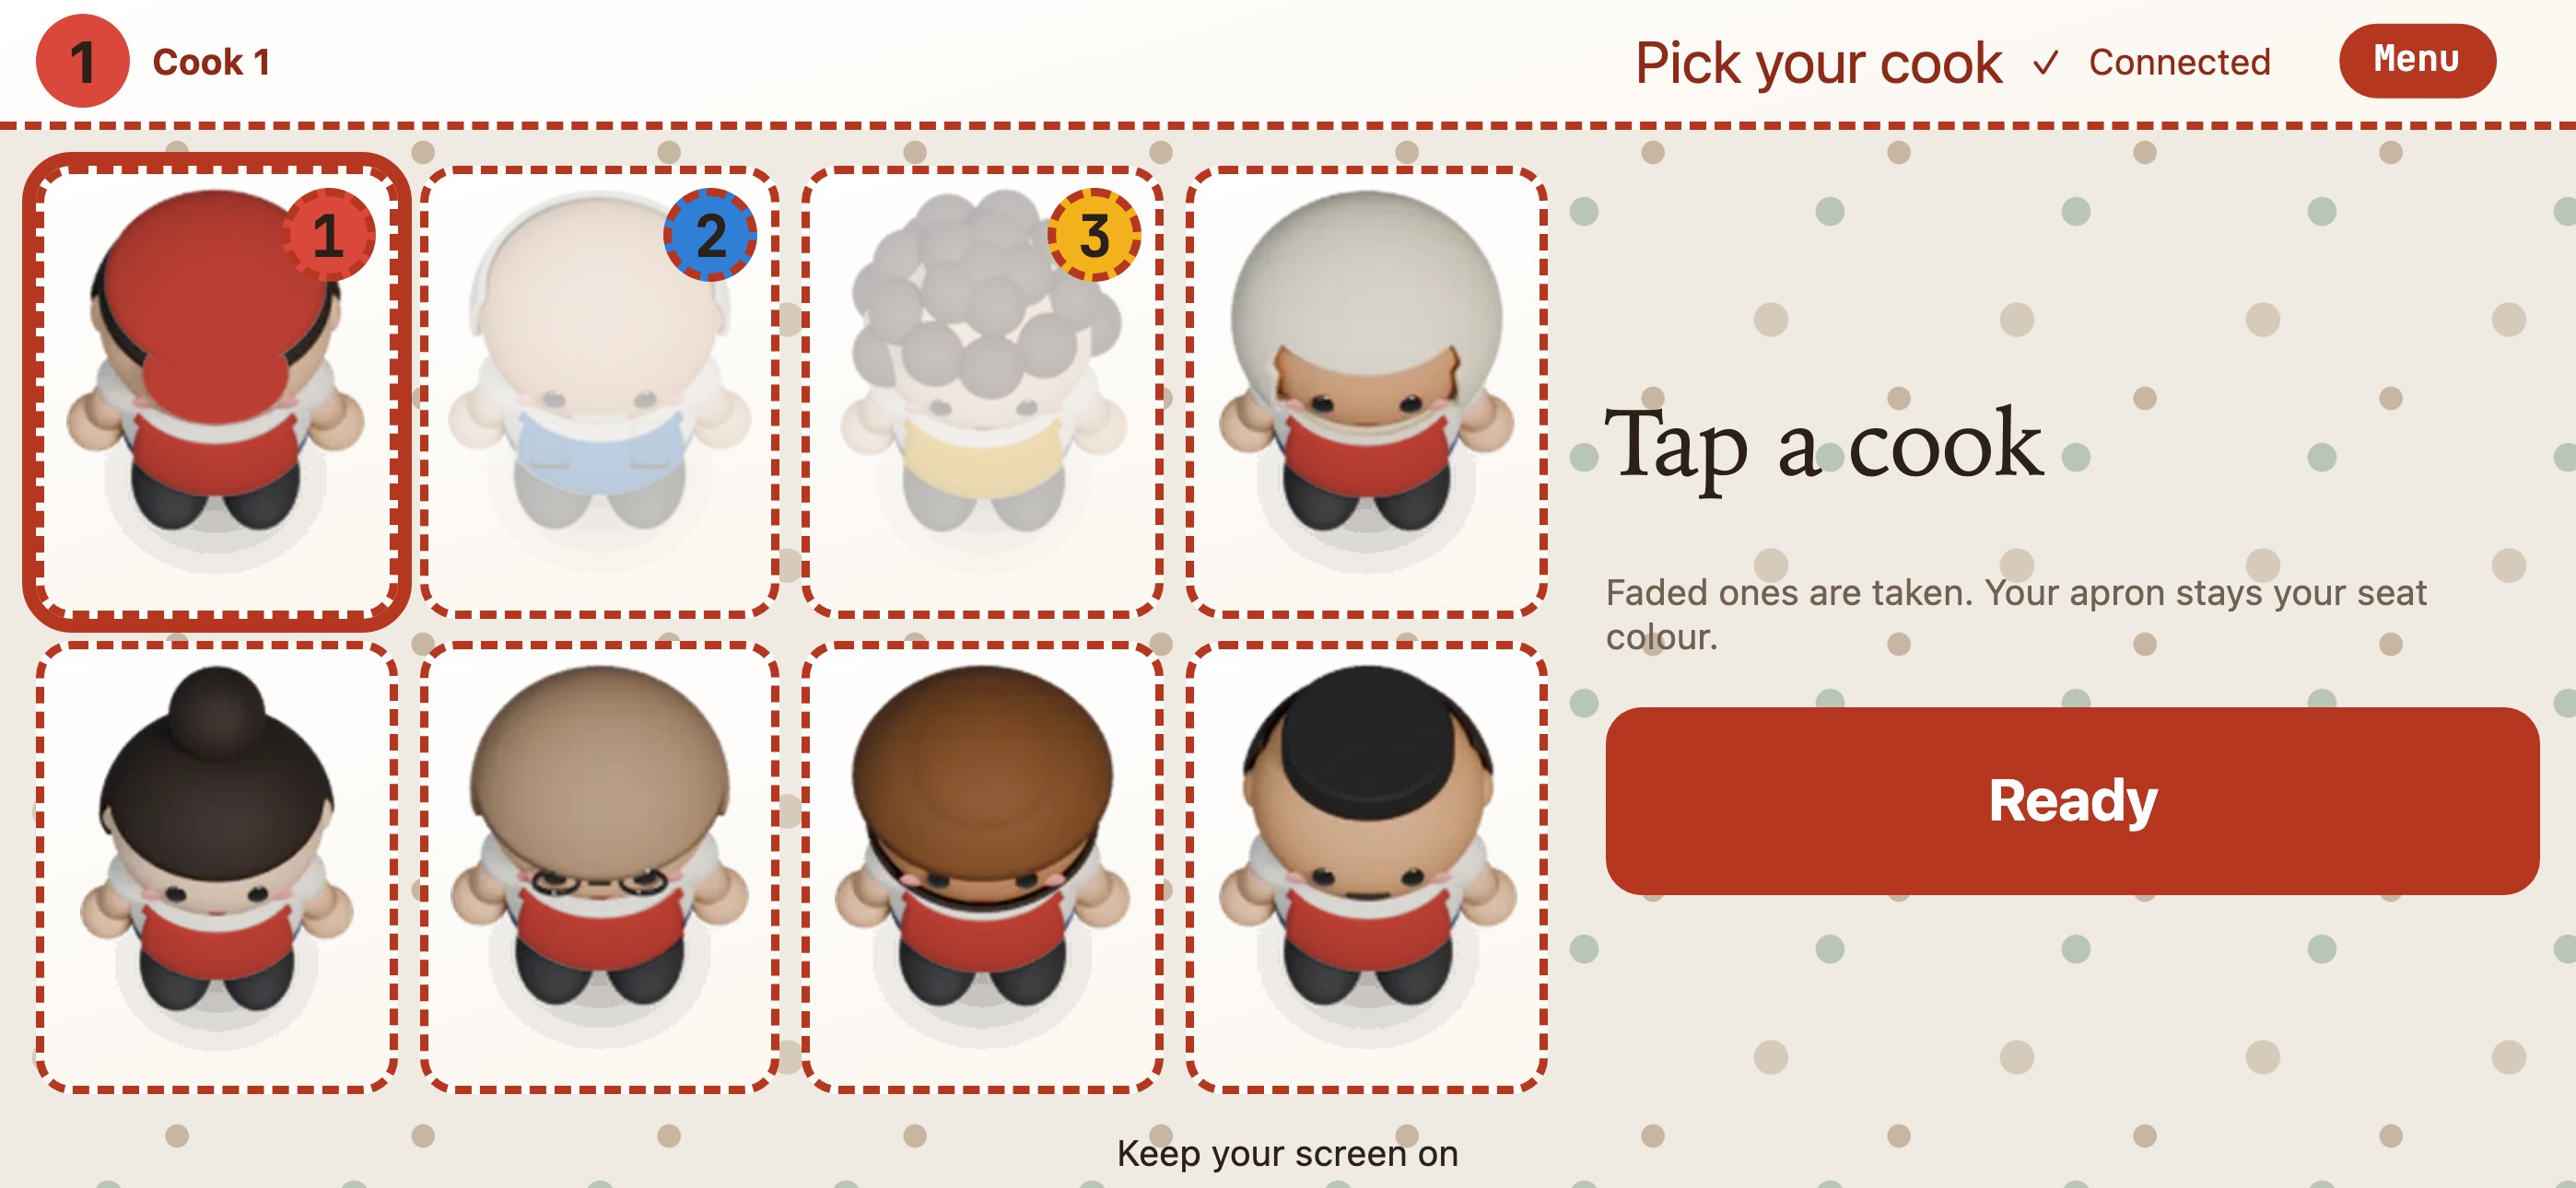 1 Cook 1 Pick your cook ✓ Connected Menu
1 2 3
Tap a cook
Faded ones are taken. Your apron stays your seat
colour.
Ready
Keep your screen on